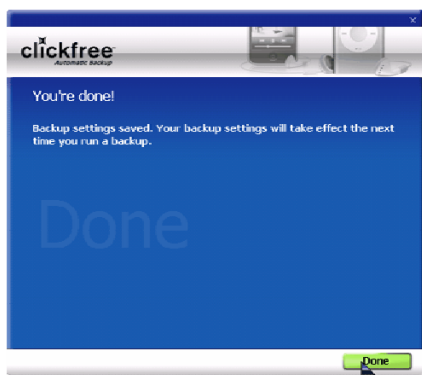 clickfree
Automatic Backup
You're done!
Backup settings saved. Your backup settings will take effect the next
time you run a backup.
Done
Done